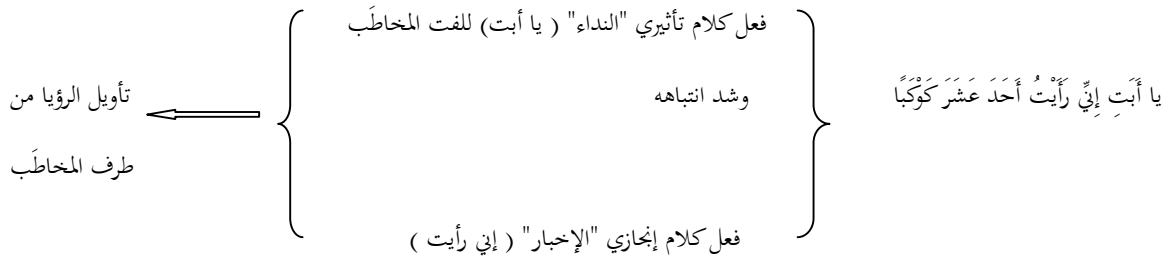 فعل كلام تأثيري "النداء" ( يا أبت) للفت المخاطَب
يا أَبَتِ إِنِّي رَأَيْتُ أَحَدَ عَشَرَ كَوْكَبًا
وشد انتباهه
تأويل الرؤيا من
طرف المخاطَب
فعل كلام إنجازي "الإخبار" ( إني رأيت )